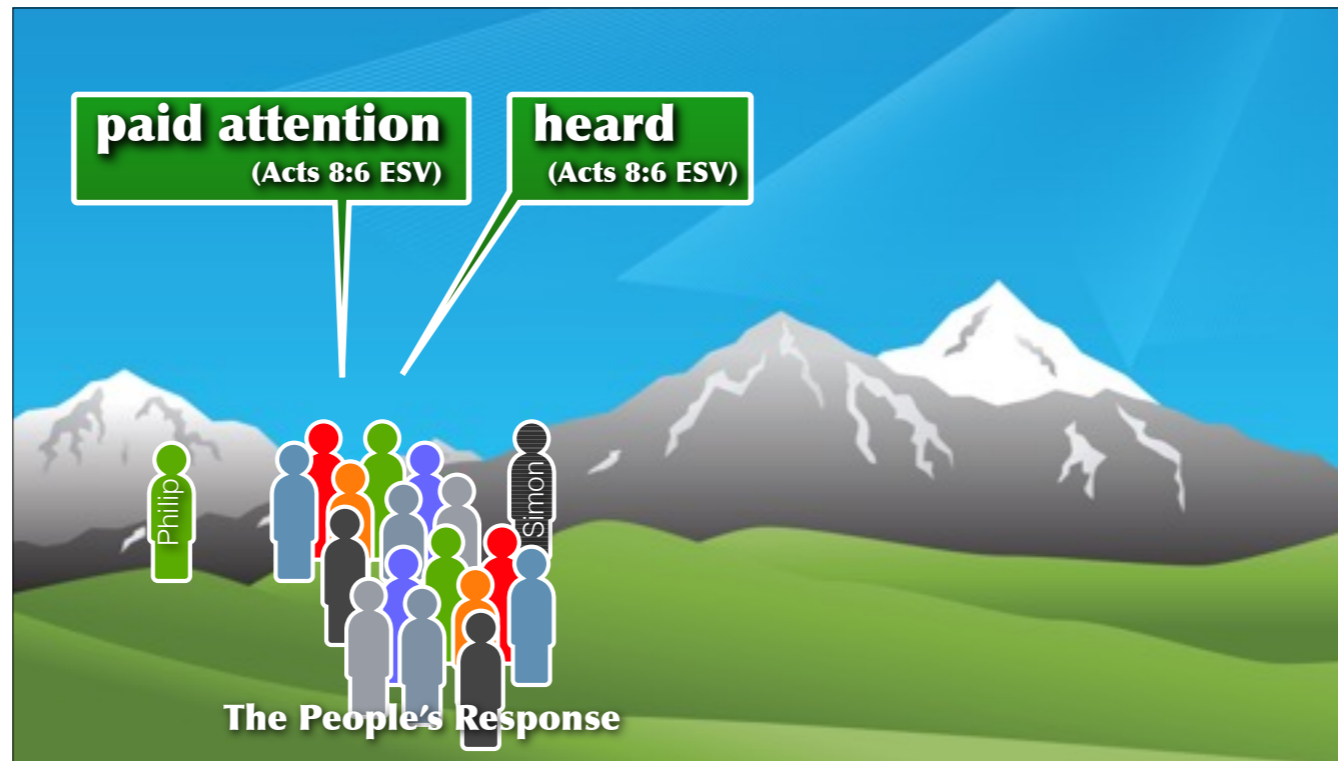 paid attention
(Acts 8:6 ESV)
heard
(Acts 8:6 ESV)
Philip
Simon
The People's Response